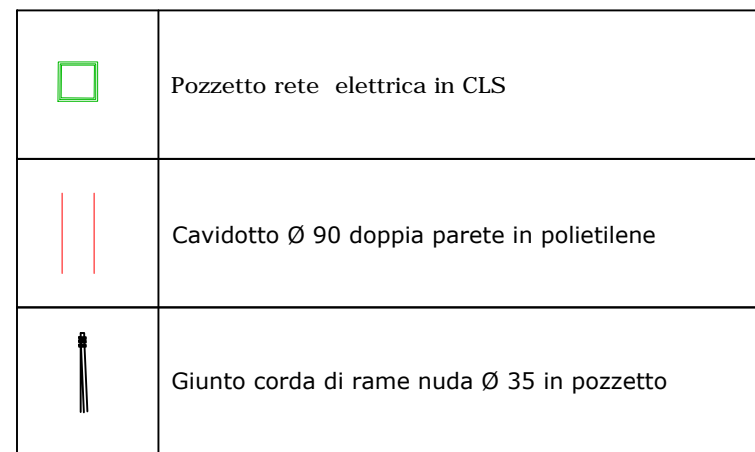 Pozzetto rete  elettrica in CLS
Cavidotto Ø 90 doppia parete in polietilene
Giunto corda di rame nuda Ø 35 in pozzetto